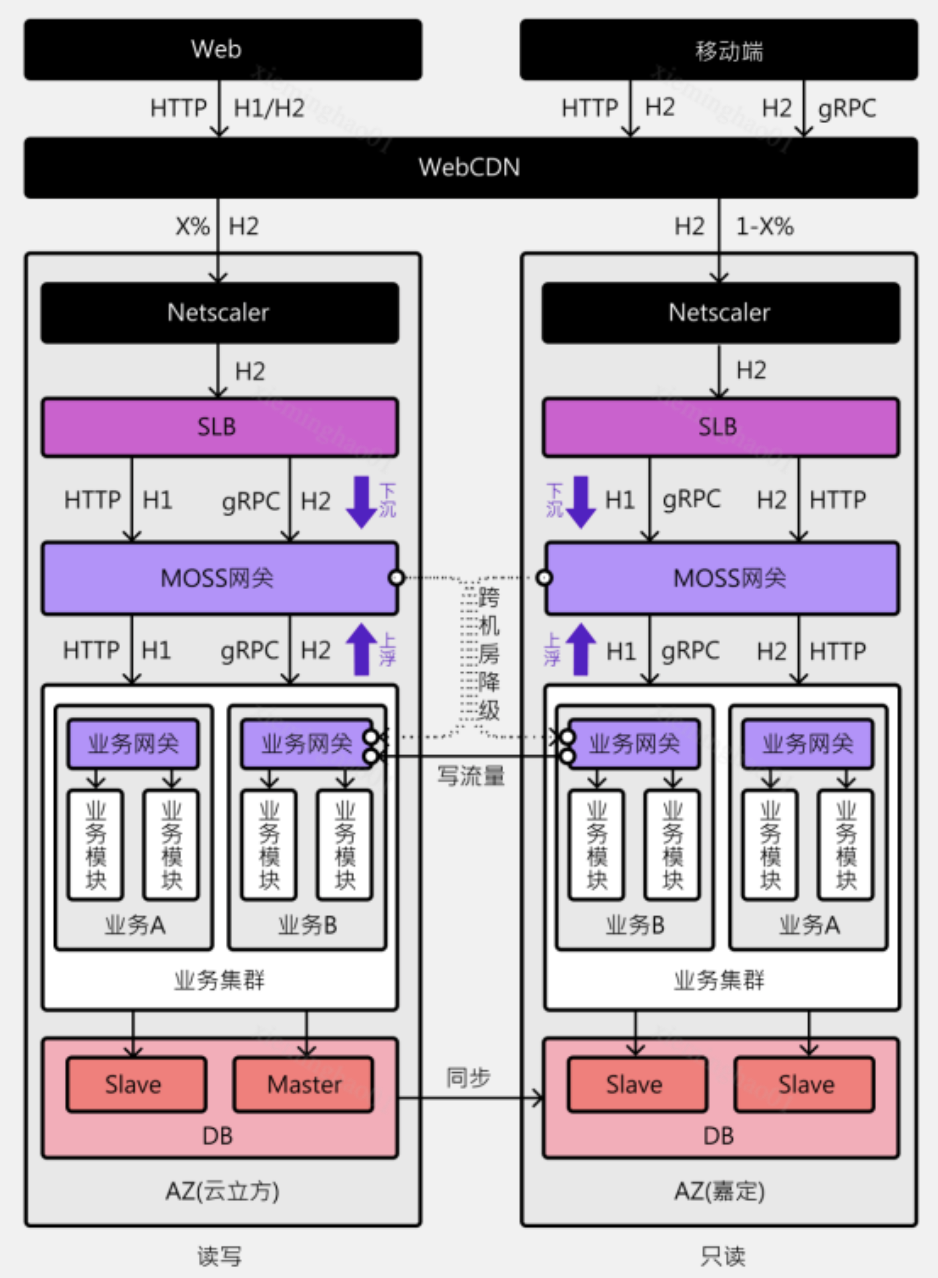 Web
移动端
HTTP H1/H2
HTTP H2
H2 gRPC
WebCDN
X% H2
H2 1-X%
Netscaler
Netscaler
H2
H2
SLB
SLB
HTTP H1 gRPC H2 下沉
下沉 H1 gRPC H2 HTTP
MOSS网关
MOSS网关
跨机房降级
HTTP H1 gRPC H2 上浮
上浮 H1 gRPC H2 HTTP
业务网关
业务网关
业务网关
业务网关
写流量
业务模块
业务模块
业务模块
业务模块
业务模块
业务模块
业务模块
业务模块
业务A
业务B
业务B
业务A
业务集群
业务集群
Slave
Master
同步
Slave
Slave
DB
DB
AZ(云立方)
AZ(嘉定)
读写
只读
xieminghao01
xieminghao01
xieminghao01
xieminghao01